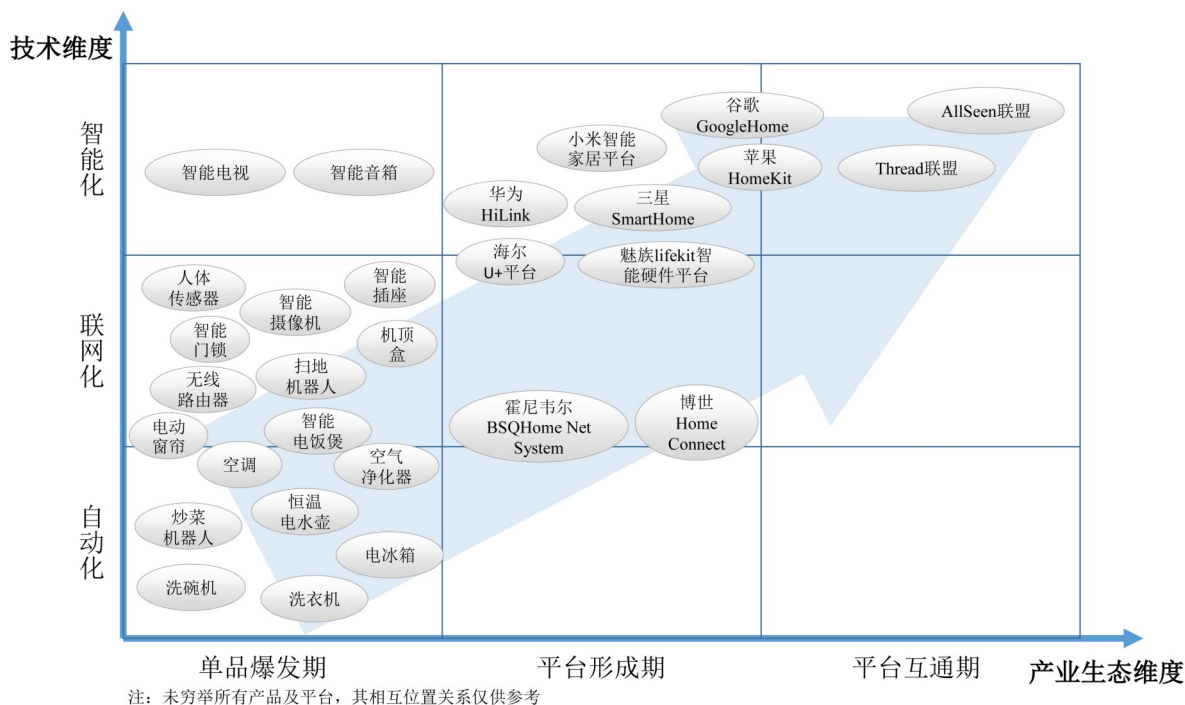 技术维度
智能化
联网化
自动化
谷歌
GoogleHome
AllSeen联盟
小米智能
家居平台
苹果
HomeKit
Thread联盟
智能电视
智能音箱
华为
HiLink
三星
SmartHome
海尔
U+平台
魅族lifekit智
能硬件平台
人体
传感器
智能
插座
智能
摄像机
智能
门锁
机顶
盒
扫地
机器人
无线
路由器
电动
窗帘
智能
电饭煲
霍尼韦尔
BSQHome Net
System
博世
Home
Connect
空调
空气
净化器
恒温
电水壶
炒菜
机器人
电冰箱
洗碗机
洗衣机
单品爆发期
平台形成期
平台互通期
产业生态维度
注：未穷举所有产品及平台，其相互位置关系仅供参考